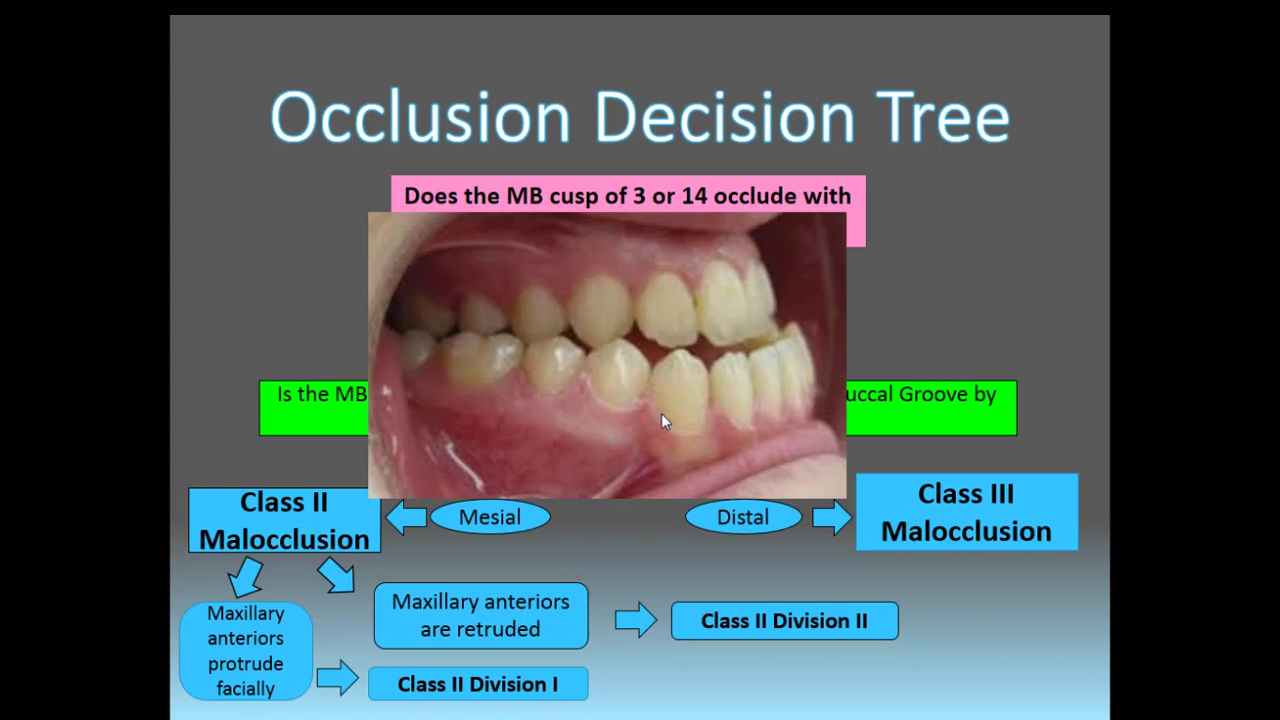 Occlusion Decision Tree
Does the MB cusp of 3 or 14 occlude with
Is the MB
uccal Groove by
Class II
Malocclusion
Mesial
Distal
Class III
Malocclusion
Maxillary
anteriors
protrude
facially
Maxillary anteriors
are retruded
Class II Division II
Class II Division I